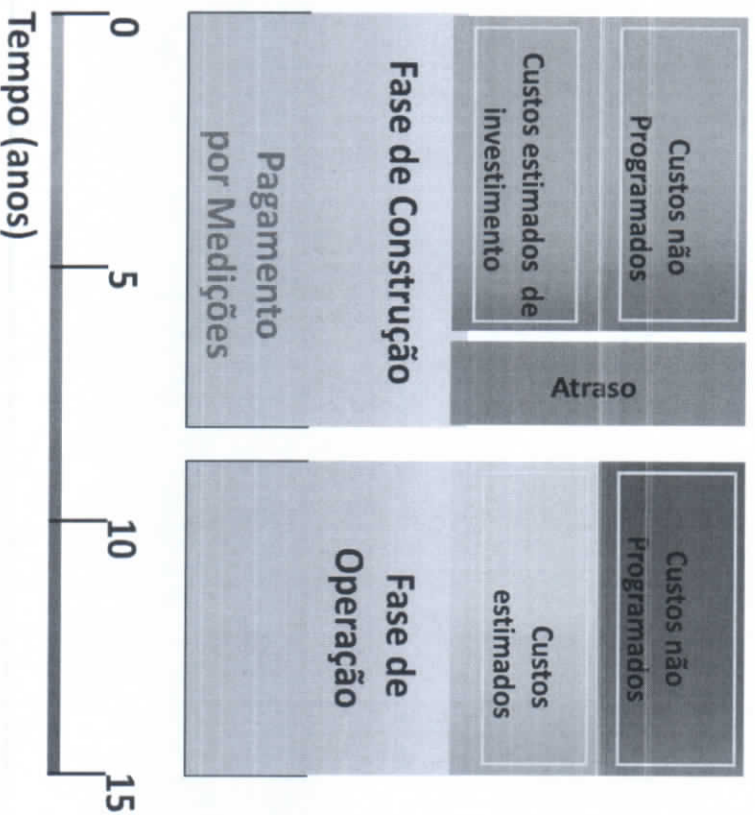 Custos não
Programados
Custos não
Programados
Custos estimados de
investimento
Atraso
Custos
estimados
Fase de Construção
Fase de
Operação
Pagamento
por Medições
0
5
10
15
Tempo (anos)